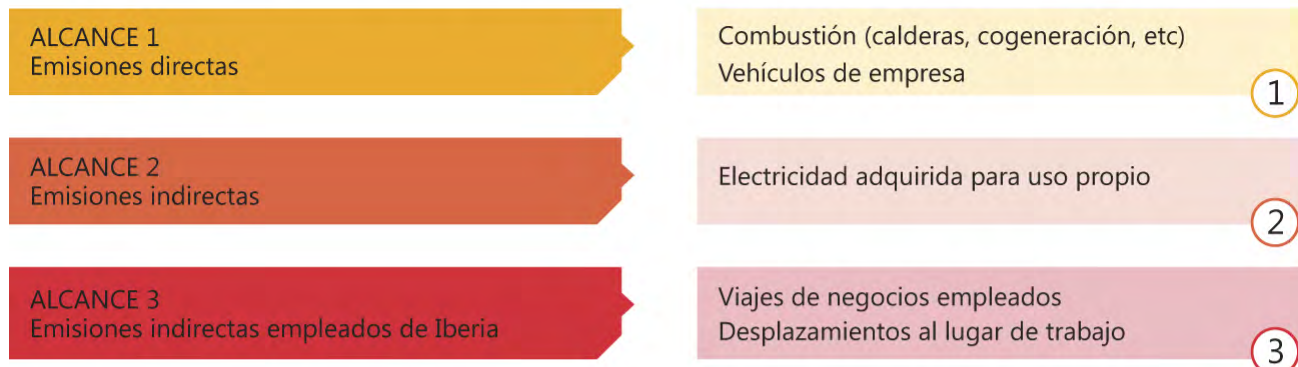 ALCANCE 1
Emisiones directas
Combustión (calderas, cogeneración, etc)
Vehículos de empresa
1
ALCANCE 2
Emisiones indirectas
Electricidad adquirida para uso propio
2
ALCANCE 3
Emisiones indirectas empleados de Iberia
Viajes de negocios empleados
Desplazamientos al lugar de trabajo
3